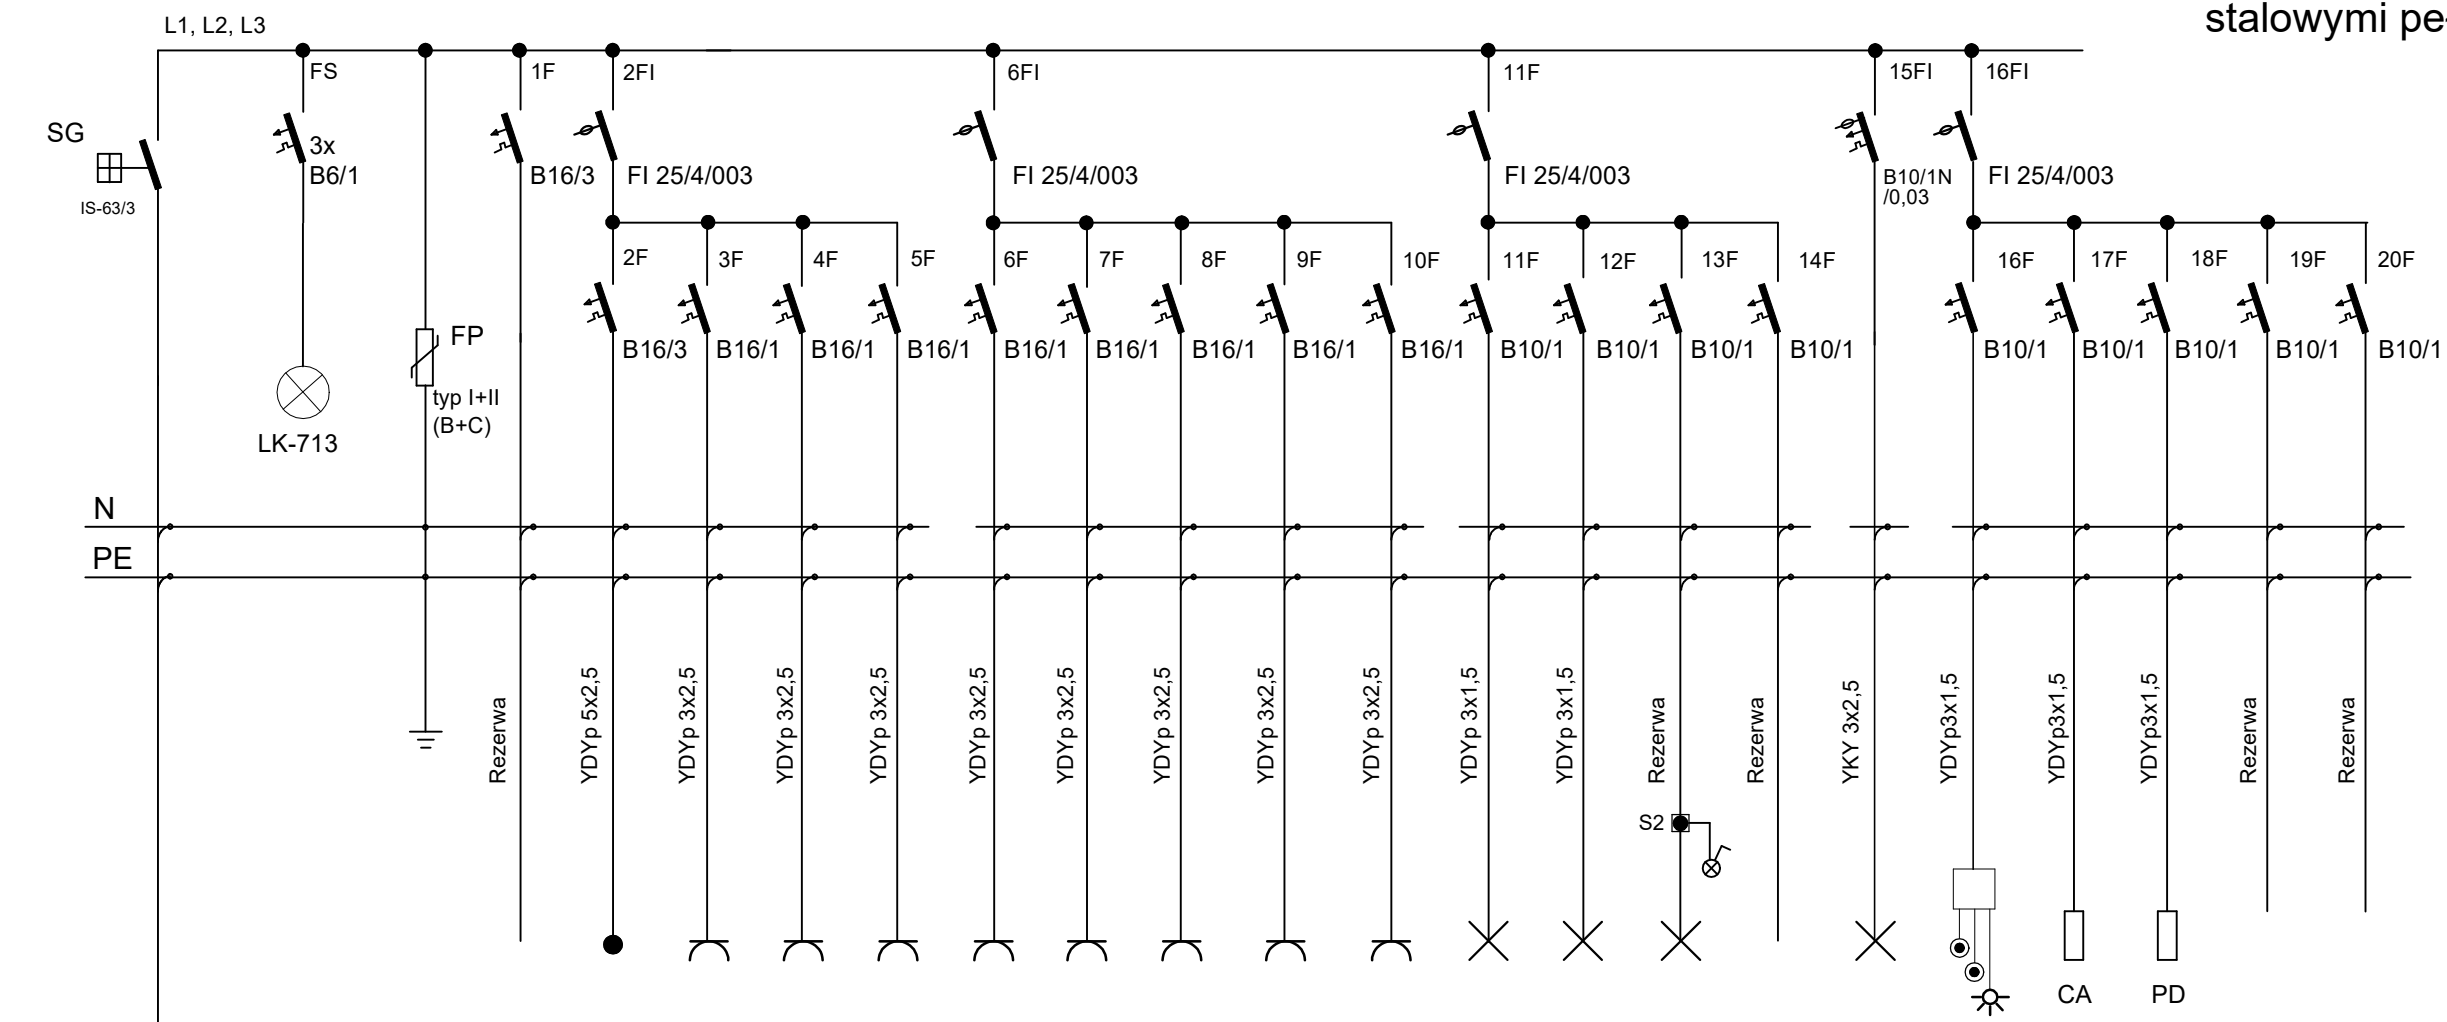 stalowymi
L1, L2, L3
FS
1F
2FI
6FI
11F
15FI
16FI
SG
3x
B6/1
B16/3
FI 25/4/003
FI 25/4/003
FI 25/4/003
B10/1N
/0,03
FI 25/4/003
IS-63/3
2F
3F
4F
5F
6F
7F
8F
9F
10F
11F
12F
13F
14F
16F
17F
18F
19F
20F
FP
B16/3
B16/1
B16/1
B16/1
B16/1
B16/1
B16/1
B16/1
B16/1
B10/1
B10/1
B10/1
B10/1
B10/1
B10/1
B10/1
B10/1
B10/1
typ I+II
(B+C)
LK-713
N
PE
Rezerwa
YDYp 5x2,5
YDYp 3x2,5
YDYp 3x2,5
YDYp 3x2,5
YDYp 3x2,5
YDYp 3x2,5
YDYp 3x2,5
YDYp 3x2,5
YDYp 3x2,5
YDYp 3x1,5
YDYp 3x1,5
Rezerwa
Rezerwa
YKY 3x2,5
YDYp3x1,5
YDYp3x1,5
YDYp3x1,5
Rezerwa
Rezerwa
S2
CA
PD